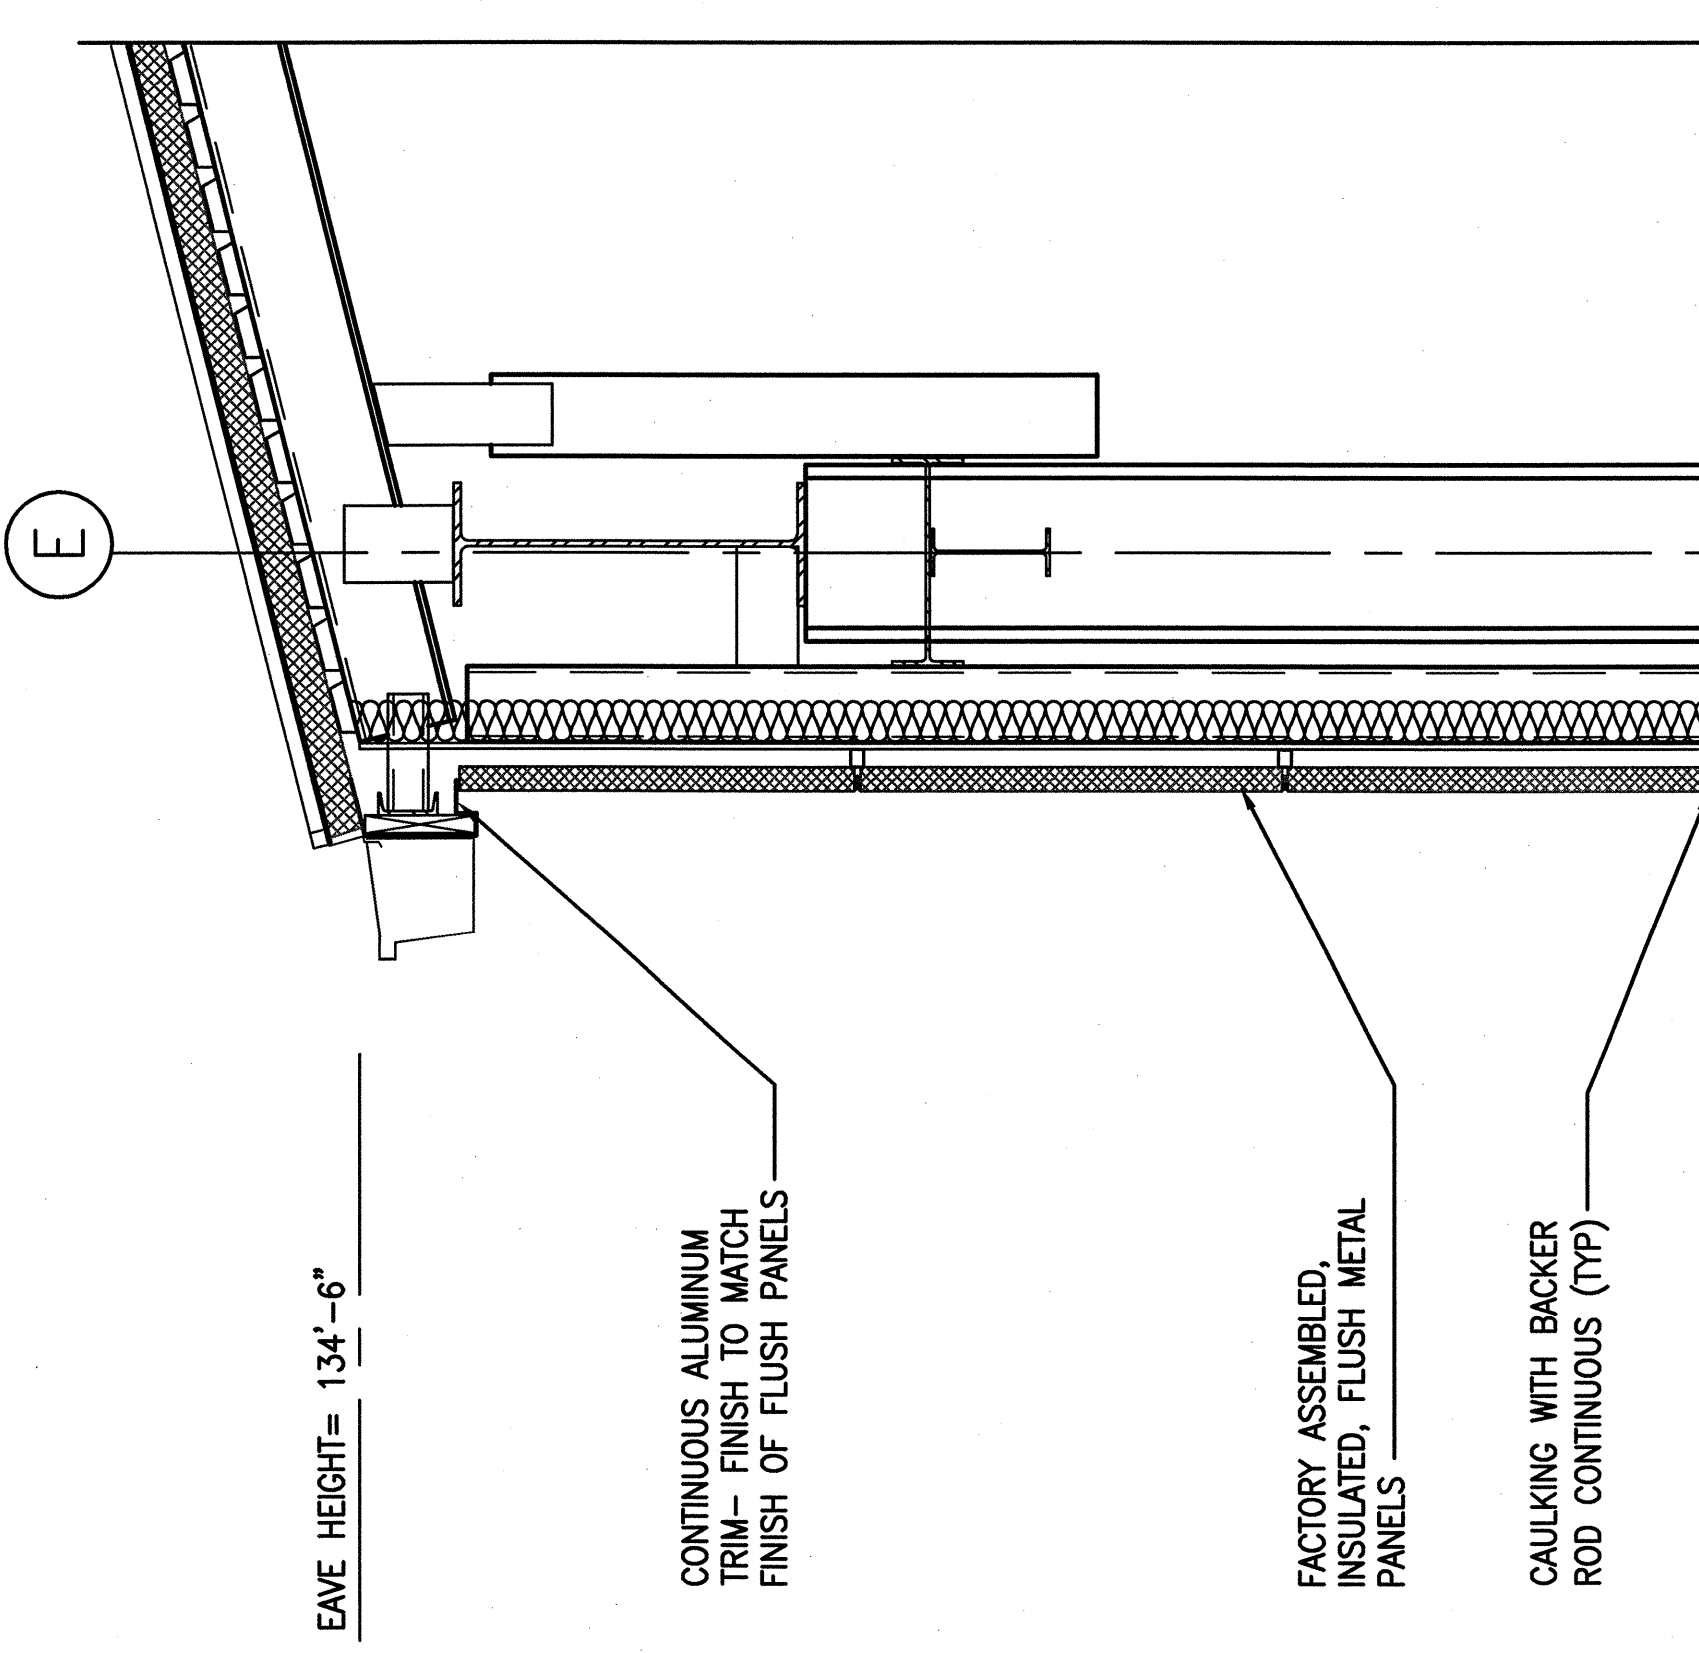 E
EAVE HEIGHT= 134'-6"
CONTINUOUS ALUMINUM
TRIM- FINISH TO MATCH
FINISH OF FLUSH PANELS
FACTORY ASSEMBLED,
INSULATED, FLUSH METAL
PANELS
CAULKING WITH BACKER
ROD CONTINUOUS (TYP)